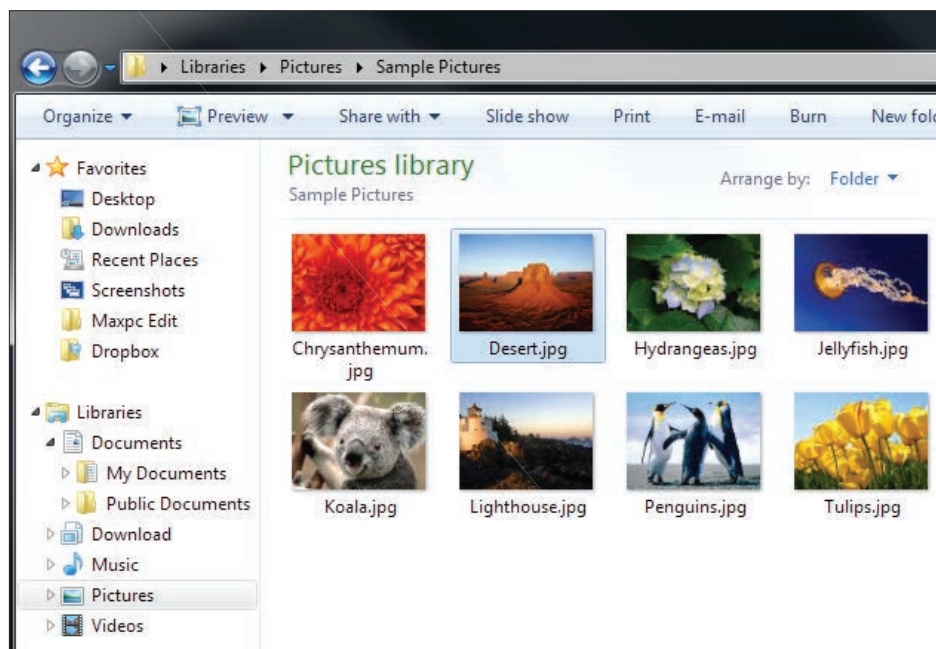 Libraries Pictures Sample Pictures
Organize Preview Share with Slide show Print E-mail Burn New fol
Favorites
Desktop
Downloads
Recent Places
Screenshots
Maxpc Edit
Dropbox
Libraries
Documents
My Documents
Public Documents
Download
Music
Pictures
Videos
Pictures library
Sample Pictures
Arrange by: Folder
Chrysanthemum.
jpg
Desert.jpg
Hydrangeas.jpg
Jellyfish.jpg
Koala.jpg
Lighthouse.jpg
Penguins.jpg
Tulips.jpg